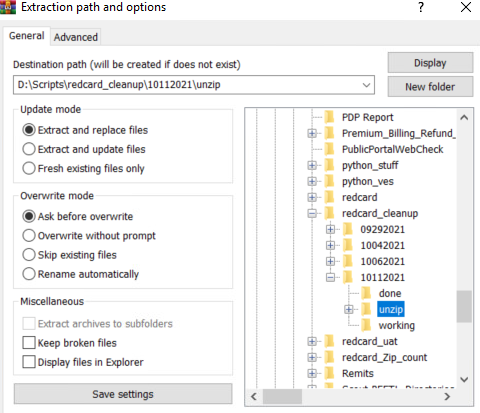 Extraction path and options
General
Advanced
Destination path (will be created if does not exist)
D:\Scripts\redcard_cleanup\10112021\unzip
Display
New folder
Update mode
Extract and replace files
Extract and update files
Fresh existing files only
Overwrite mode
Ask before overwrite
Overwrite without prompt
Skip existing files
Rename automatically
Miscellaneous
Extract archives to subfolders
Keep broken files
Display files in Explorer
Save settings
PDP Report
Premium_Billing_Refund_
PublicPortalWebCheck
python_stuff
python_ves
redcard
redcard_cleanup
09292021
10042021
10062021
10112021
done
unzip
working
redcard_uat
redcard_Zip_count
Remits